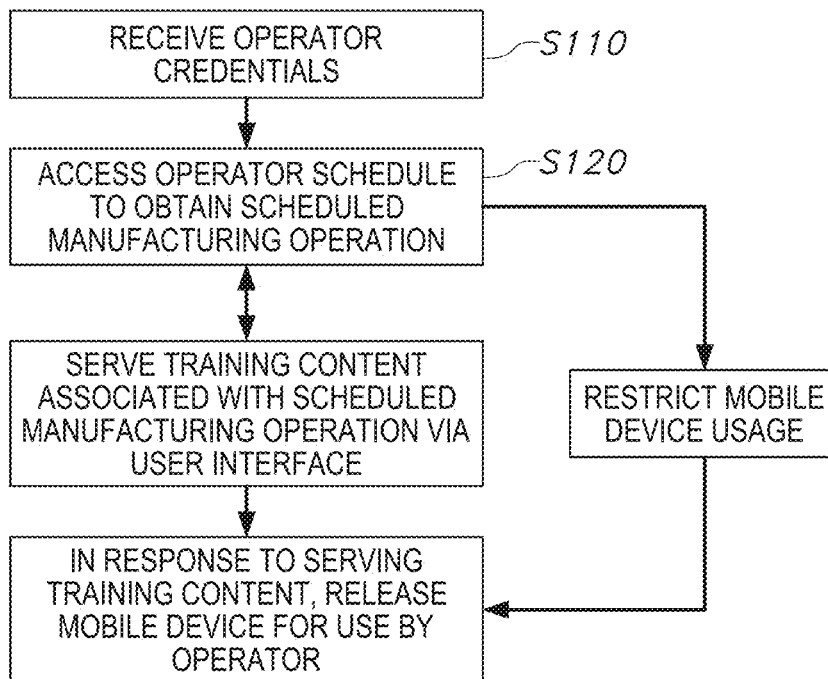 RECEIVE OPERATOR
CREDENTIALS
S110
ACCESS OPERATOR SCHEDULE
TO OBTAIN SCHEDULED
MANUFACTURING OPERATION
S120
SERVE TRAINING CONTENT
ASSOCIATED WITH SCHEDULED
MANUFACTURING OPERATION VIA
USER INTERFACE
RESTRICT MOBILE
DEVICE USAGE
IN RESPONSE TO SERVING
TRAINING CONTENT, RELEASE
MOBILE DEVICE FOR USE BY
OPERATOR